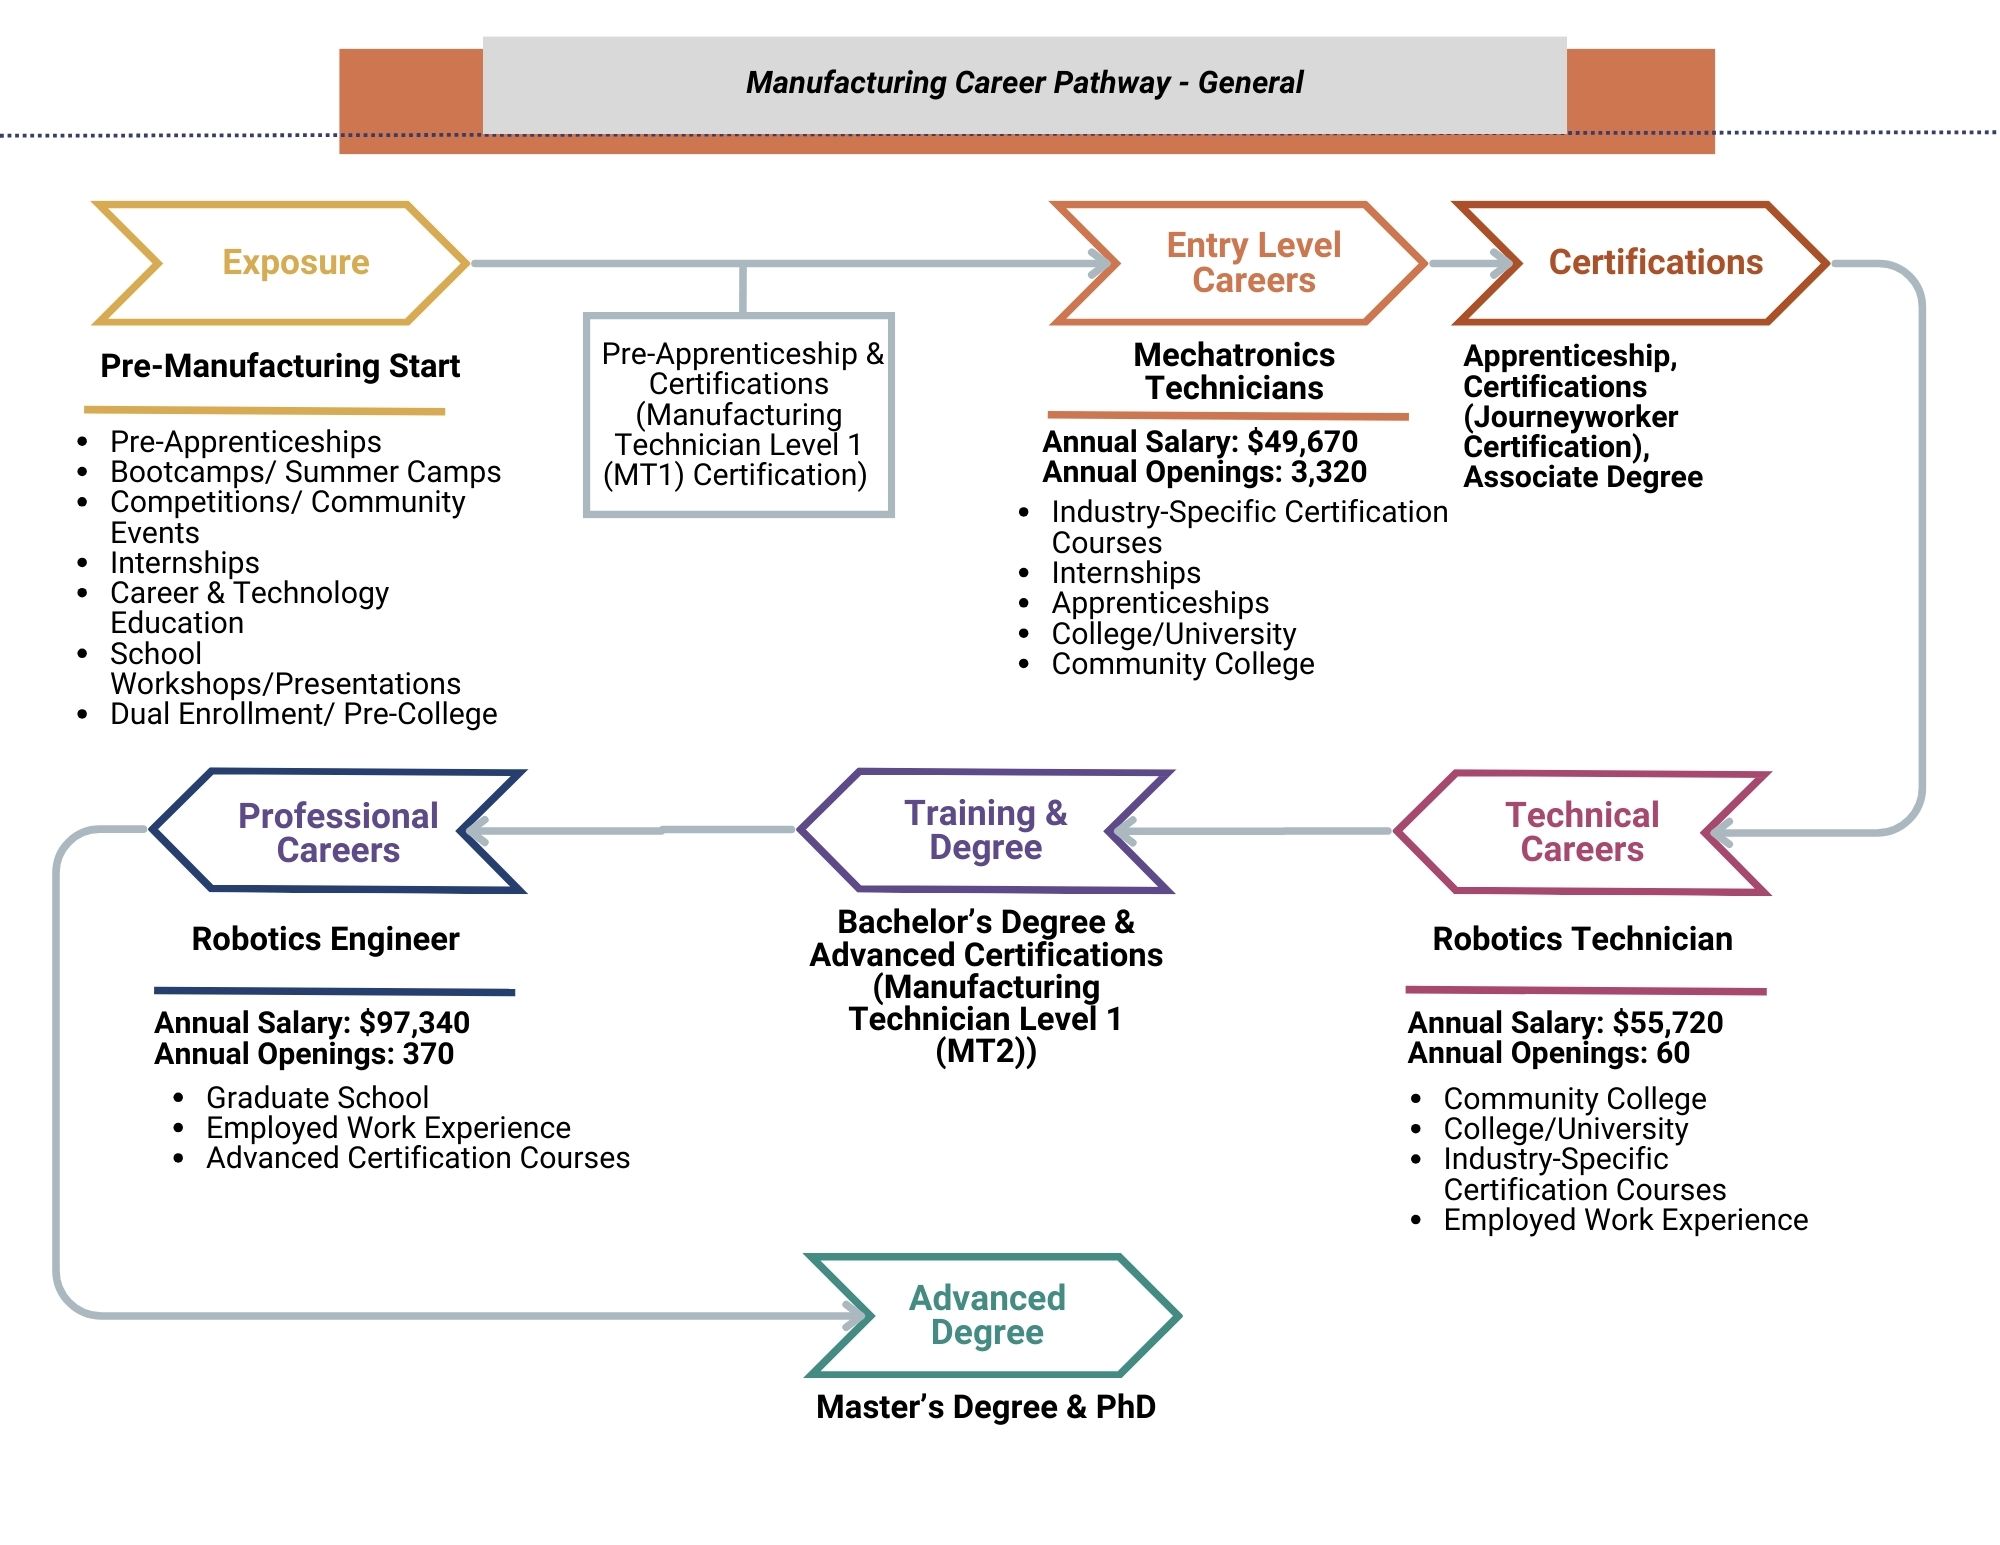 Manufacturing Career Pathway - General
Exposure
Pre-Manufacturing Start
• Pre-Apprenticeships
• Bootcamps/ Summer Camps
• Competitions/ Community
Events
• Internships
• Career & Technology
Education
• School
Workshops/Presentations
• Dual Enrollment/ Pre-College
Pre-Apprenticeship &
Certifications
(Manufacturing
Technician Level 1
(MT1) Certification)
Entry Level
Careers
Mechatronics
Technicians
Annual Salary: $49,670
Annual Openings: 3,320
• Industry-Specific Certification
Courses
• Internships
• Apprenticeships
• College/University
• Community College
Certifications
Apprenticeship,
Certifications
(Journeyworker
Certification),
Associate Degree
Technical
Careers
Robotics Technician
Annual Salary: $55,720
Annual Openings: 60
• Community College
• College/University
• Industry-Specific
Certification Courses
• Employed Work Experience
Training &
Degree
Bachelor’s Degree &
Advanced Certifications
(Manufacturing
Technician Level 1
(MT2))
Professional
Careers
Robotics Engineer
Annual Salary: $97,340
Annual Openings: 370
• Graduate School
• Employed Work Experience
• Advanced Certification Courses
Advanced
Degree
Master’s Degree & PhD